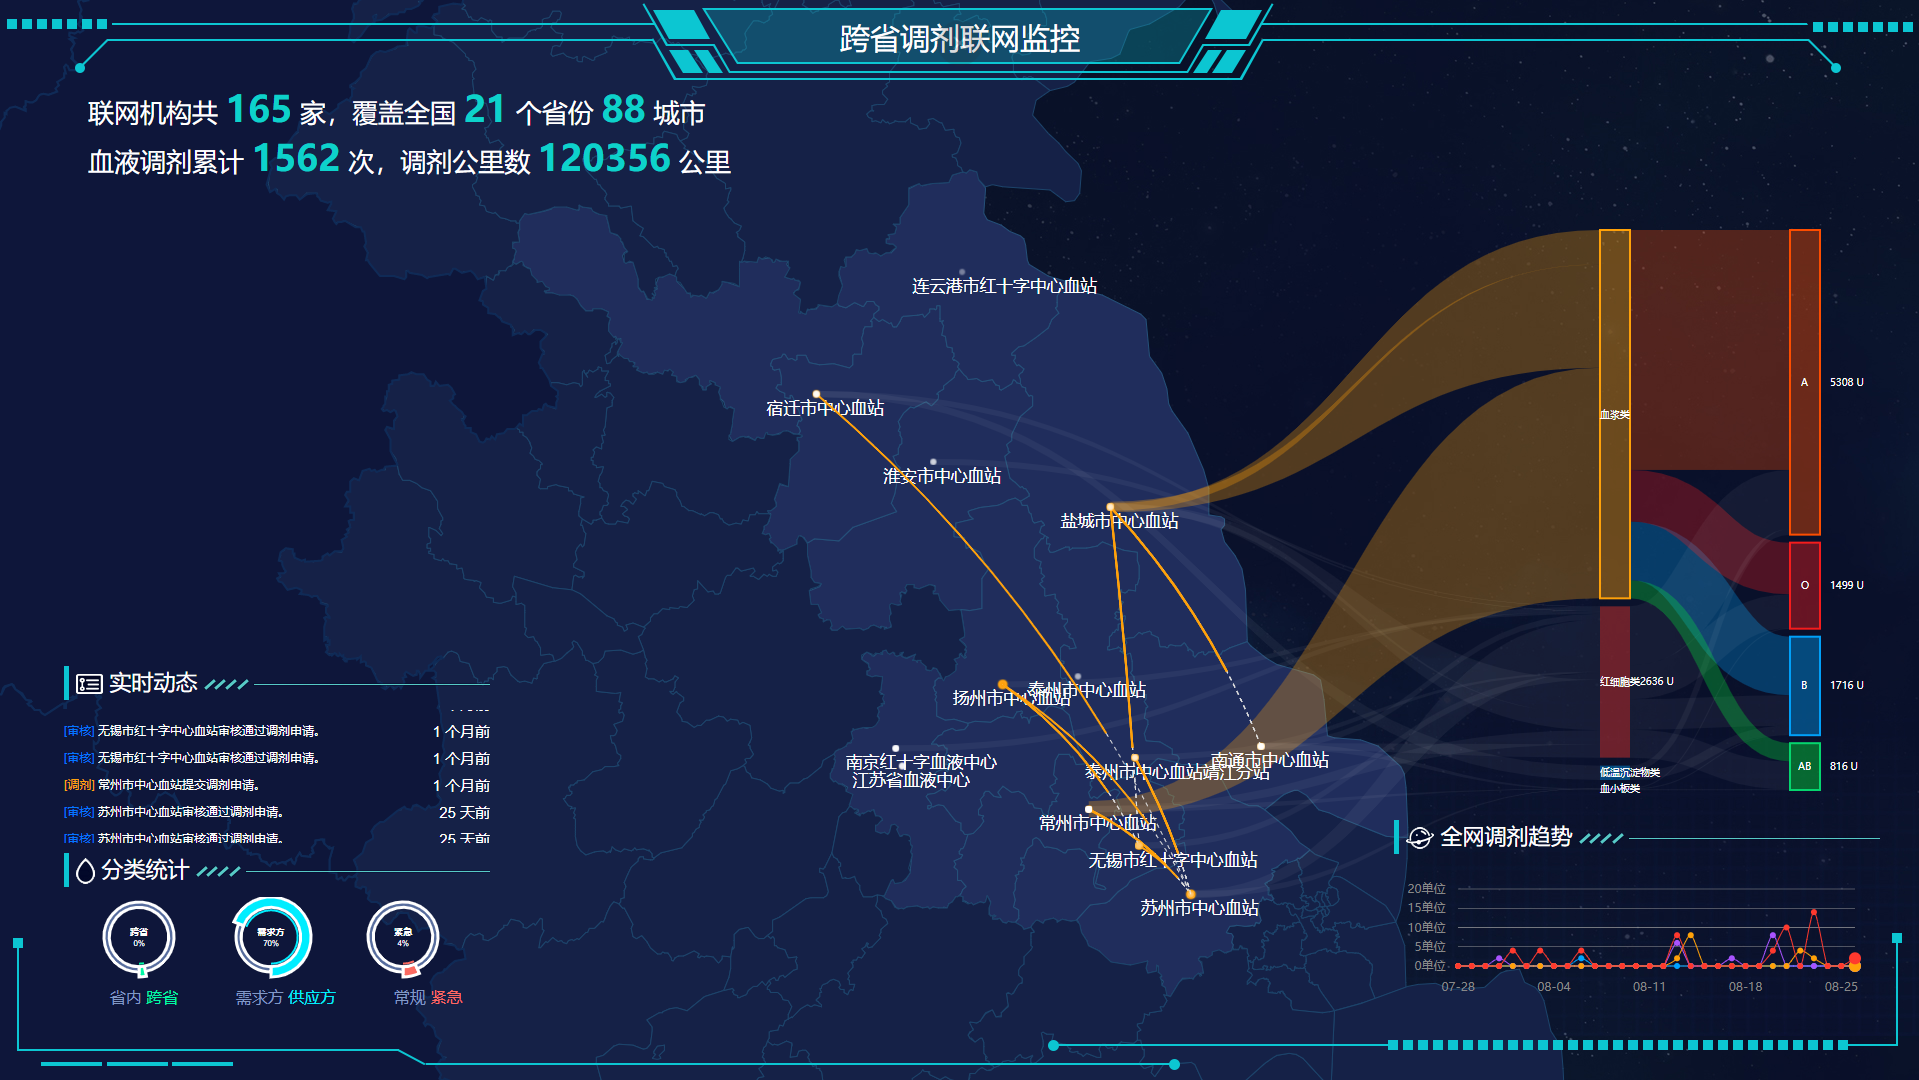 跨省调剂联网监控
联网机构共 165 家，覆盖全国 21 个省份 88 城市
血液调剂累计 1562 次，调剂公里数 120356 公里
连云港市红十字中心血站
宿迁市中心血站
淮安市中心血站
盐城市中心血站
扬州市中心血站
泰州市中心血站
南京红十字血液中心
江苏省血液中心
泰州市中心血站靖江分站
南通市中心血站
常州市中心血站
无锡市红十字中心血站
苏州市中心血站
血浆类
红细胞类2636 U
低温沉淀物类
血小板类
A 5308 U
O 1499 U
B 1716 U
AB 816 U
实时动态
[审核] 无锡市红十字中心血站审核通过调剂申请。 1 个月前
[审核] 无锡市红十字中心血站审核通过调剂申请。 1 个月前
[调剂] 常州市中心血站提交调剂申请。 1 个月前
[审核] 苏州市中心血站审核通过调剂申请。 25 天前
[审核] 苏州市中心血站审核通过调剂申请。 25 天前
分类统计
跨省
0%
需求方
70%
紧急
4%
省内 跨省
需求方 供应方
常规 紧急
全网调剂趋势
20单位
15单位
10单位
5单位
0单位
07-28 08-04 08-11 08-18 08-25